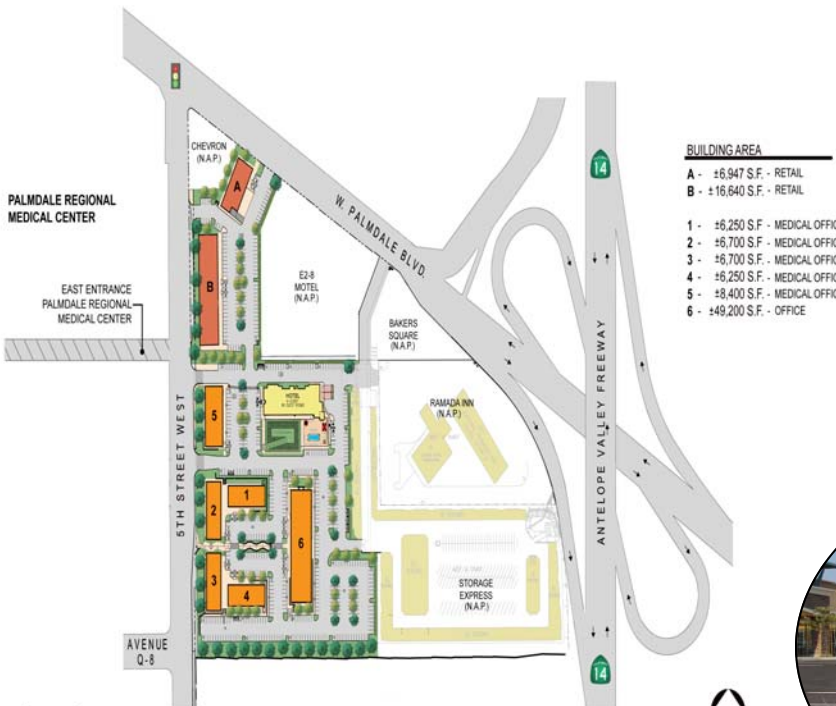 CHEVRON
(N.A.P.)
A
PALMDALE REGIONAL
MEDICAL CENTER
W. PALMDALE BLVD.
14
BUILDING AREA
A - ±6,947 S.F. - RETAIL
B - ±16,640 S.F. - RETAIL
1 - ±6,250 S.F - MEDICAL OFFIC
2 - ±6,700 S.F. - MEDICAL OFFIC
3 - ±6,700 S.F. - MEDICAL OFFIC
4 - ±6,250 S.F. - MEDICAL OFFIC
5 - ±8,400 S.F. - MEDICAL OFFIC
6 - ±49,200 S.F. - OFFICE
EAST ENTRANCE
PALMDALE REGIONAL
MEDICAL CENTER
B
E2-8
MOTEL
(N.A.P.)
BAKERS
SQUARE
(N.A.P.)
5TH STREET WEST
5
HOTEL
RAMADA INN
(N.A.P.)
ANTELOPE VALLEY FREEWAY
1
2
6
3
4
STORAGE
EXPRESS
(N.A.P.)
AVENUE
Q-8
14